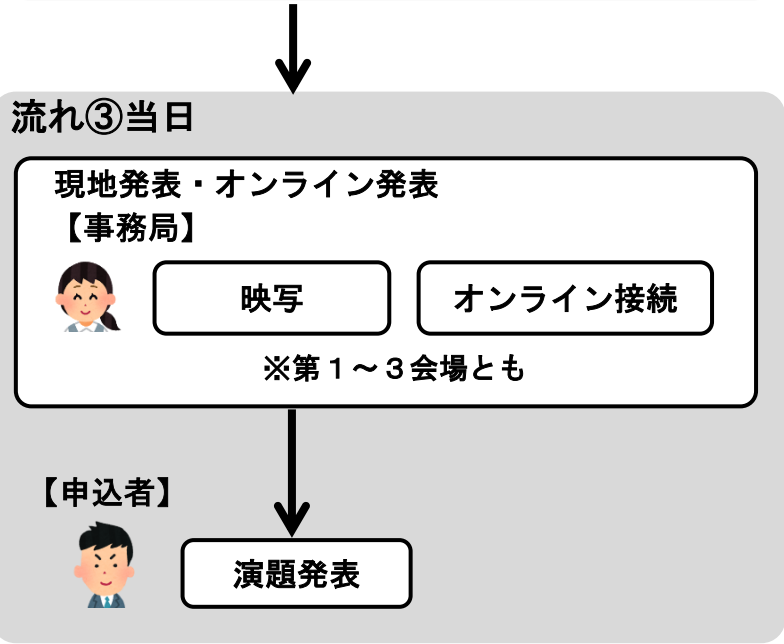 流れ③当日
現地発表・オンライン発表
【事務局】
映写
オンライン接続
※第１～３会場とも
【申込者】
演題発表